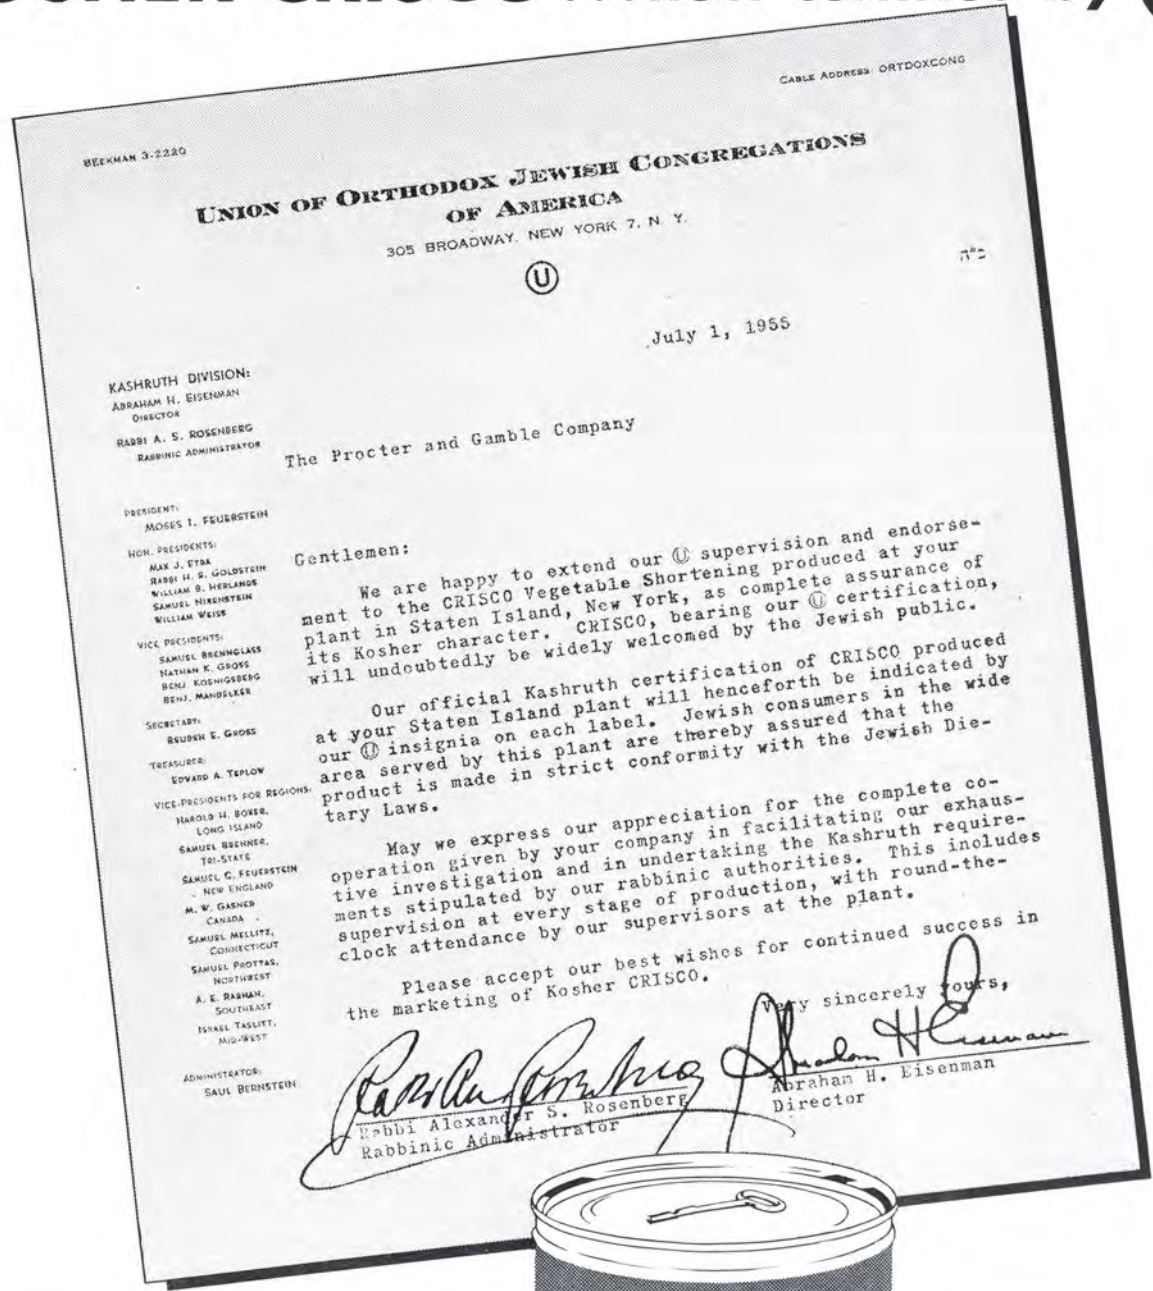 CRISCO
CABLE ADDRESS: ORTDOXCONG
BEEKMAN 3-2220
UNION OF ORTHODOX JEWISH CONGREGATIONS
OF AMERICA
305 BROADWAY, NEW YORK 7, N. Y.
Ⓤ
ב"ה
July 1, 1955
KASHRUTH DIVISION:
ABRAHAM H. EISENMAN
DIRECTOR
RABBI A. S. ROSENBERG
RABBINIC ADMINISTRATOR
PRESIDENT:
MOSES I. FEUERSTEIN
HON. PRESIDENTS:
MAX J. ETRA
RABBI H. S. GOLDSTEIN
WILLIAM B. HERLANDS
SAMUEL NIRENSTEIN
WILLIAM WEISS
VICE PRESIDENTS:
SAMUEL BRENNGLASS
NATHAN K. GROSS
BENJ. KOENIGSBERG
BENJ. MANDELKER
SECRETARY:
REUBEN E. GROSS
TREASURER:
EDWARD A. TEPLOW
VICE-PRESIDENTS FOR REGIONS:
HAROLD H. BOXER,
LONG ISLAND
SAMUEL BRENNER,
TRI-STATE
SAMUEL C. FEUERSTEIN
NEW ENGLAND
M. W. GASNER
CANADA
SAMUEL MELLITZ,
CONNECTICUT
SAMUEL PROTTAS,
NORTHWEST
A. E. RARHAN,
SOUTHEAST
ISRAEL TASLITT,
MID-WEST
ADMINISTRATOR:
SAUL BERNSTEIN
The Procter and Gamble Company
Gentlemen:
We are happy to extend our Ⓤ supervision and endorse-
ment to the CRISCO Vegetable Shortening produced at your
plant in Staten Island, New York, as complete assurance of
its Kosher character. CRISCO, bearing our Ⓤ certification,
will undoubtedly be widely welcomed by the Jewish public.
Our official Kashruth certification of CRISCO produced
at your Staten Island plant will henceforth be indicated by
our Ⓤ insignia on each label. Jewish consumers in the wide
area served by this plant are thereby assured that the
product is made in strict conformity with the Jewish Die-
tary Laws.
May we express our appreciation for the complete co-
operation given by your company in facilitating our exhaus-
tive investigation and in undertaking the Kashruth require-
ments stipulated by our rabbinic authorities. This includes
supervision at every stage of production, with round-the-
clock attendance by our supervisors at the plant.
Please accept our best wishes for continued success in
the marketing of Kosher CRISCO.
Very sincerely yours,
Abraham H Eisenman
Rabbi Alexander S. Rosenberg
Rabbinic Administrator
Abraham H. Eisenman
Director